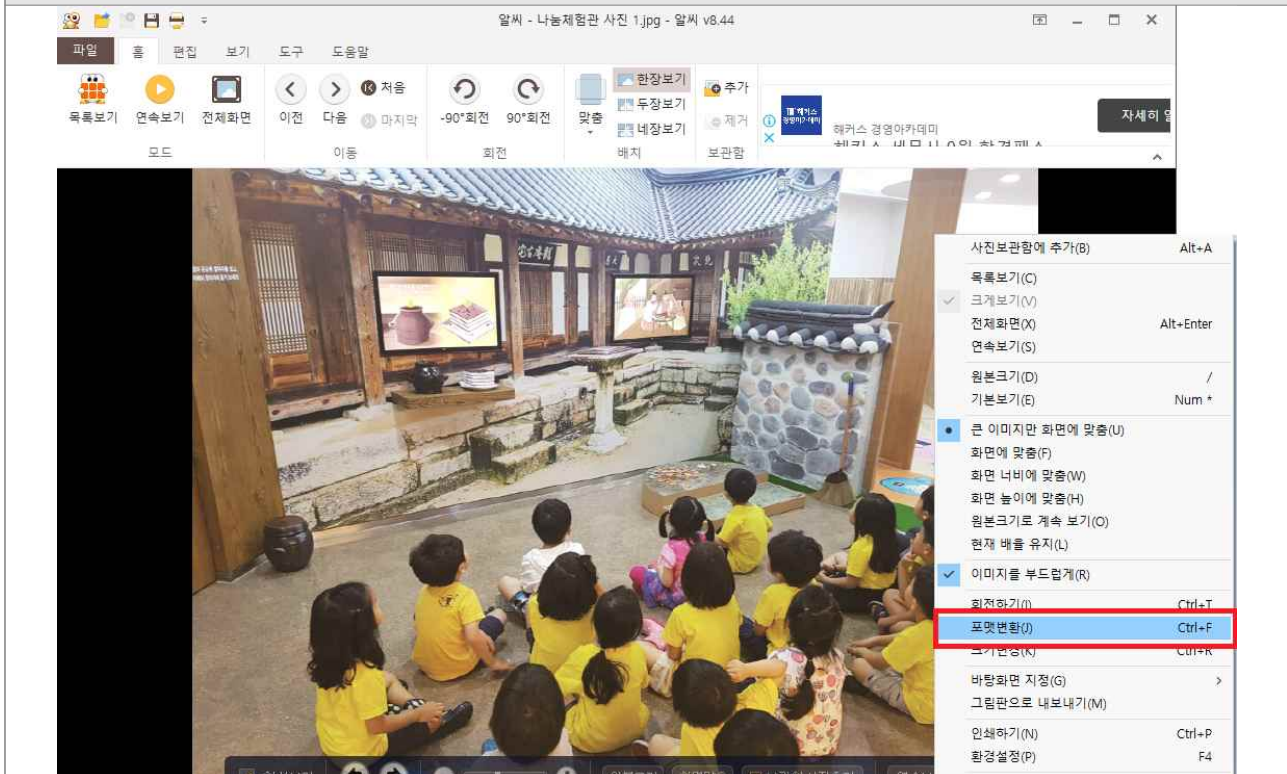 알씨 - 나눔체험관 사진 1.jpg - 알씨 v8.44
파일 홈 편집 보기 도구 도움말
목록보기 연속보기 전체화면
모드
이전 다음 처음 마지막
이동
-90°회전 90°회전
회전
맞춤 한장보기
두장보기
네장보기
배치
추가
제거
보관함
해커스 경영아카데미
자세히
사진보관함에 추가(B) Alt+A
목록보기(C)
크게보기(V)
전체화면(X) Alt+Enter
연속보기(S)
원본크기(D) /
기본보기(E) Num *
큰 이미지만 화면에 맞춤(U)
화면에 맞춤(F)
화면 너비에 맞춤(W)
화면 높이에 맞춤(H)
원본크기로 계속 보기(O)
현재 배율 유지(L)
이미지를 부드럽게(R)
회전하기(I) Ctrl+T
포맷변환(J) Ctrl+F
크기변경(K) Ctrl+R
바탕화면 지정(G) >
그림판으로 내보내기(M)
인쇄하기(N) Ctrl+P
환경설정(P) F4